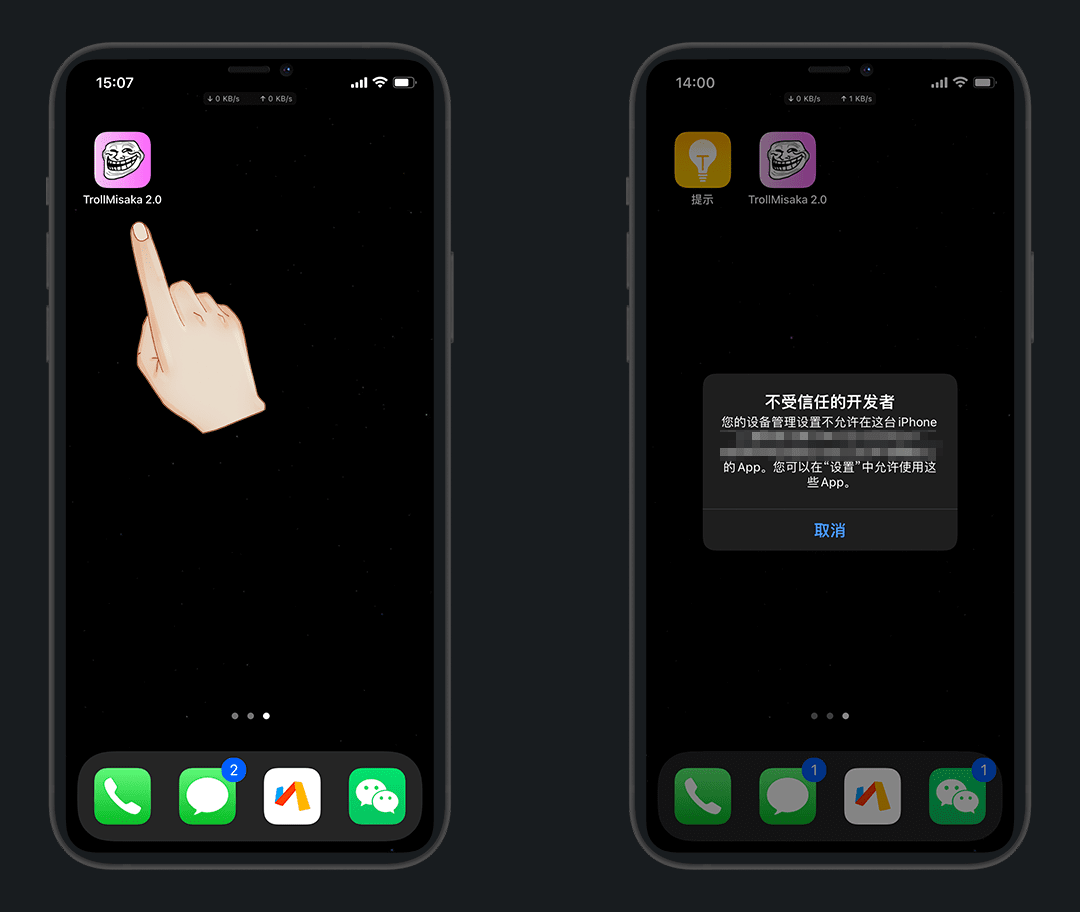 15:07
↓ 0 KB/s ↑ 0 KB/s
TrollMisaka 2.0
2
14:00
↓ 0 KB/s ↑ 1 KB/s
T
提示
TrollMisaka 2.0
不受信任的开发者
您的设备管理设置不允许在这台 iPhone
的 App。您可以在“设置”中允许使用这
些 App。
取消
1
1